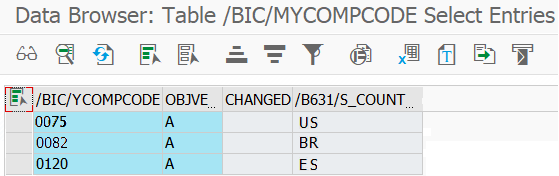 Data Browser: Table /BIC/MYCOMPCODE Select Entries
/BIC/YCOMPCODE OBJVE… CHANGED /B631/S_COUNT…
0075 A US
0082 A BR
0120 A ES